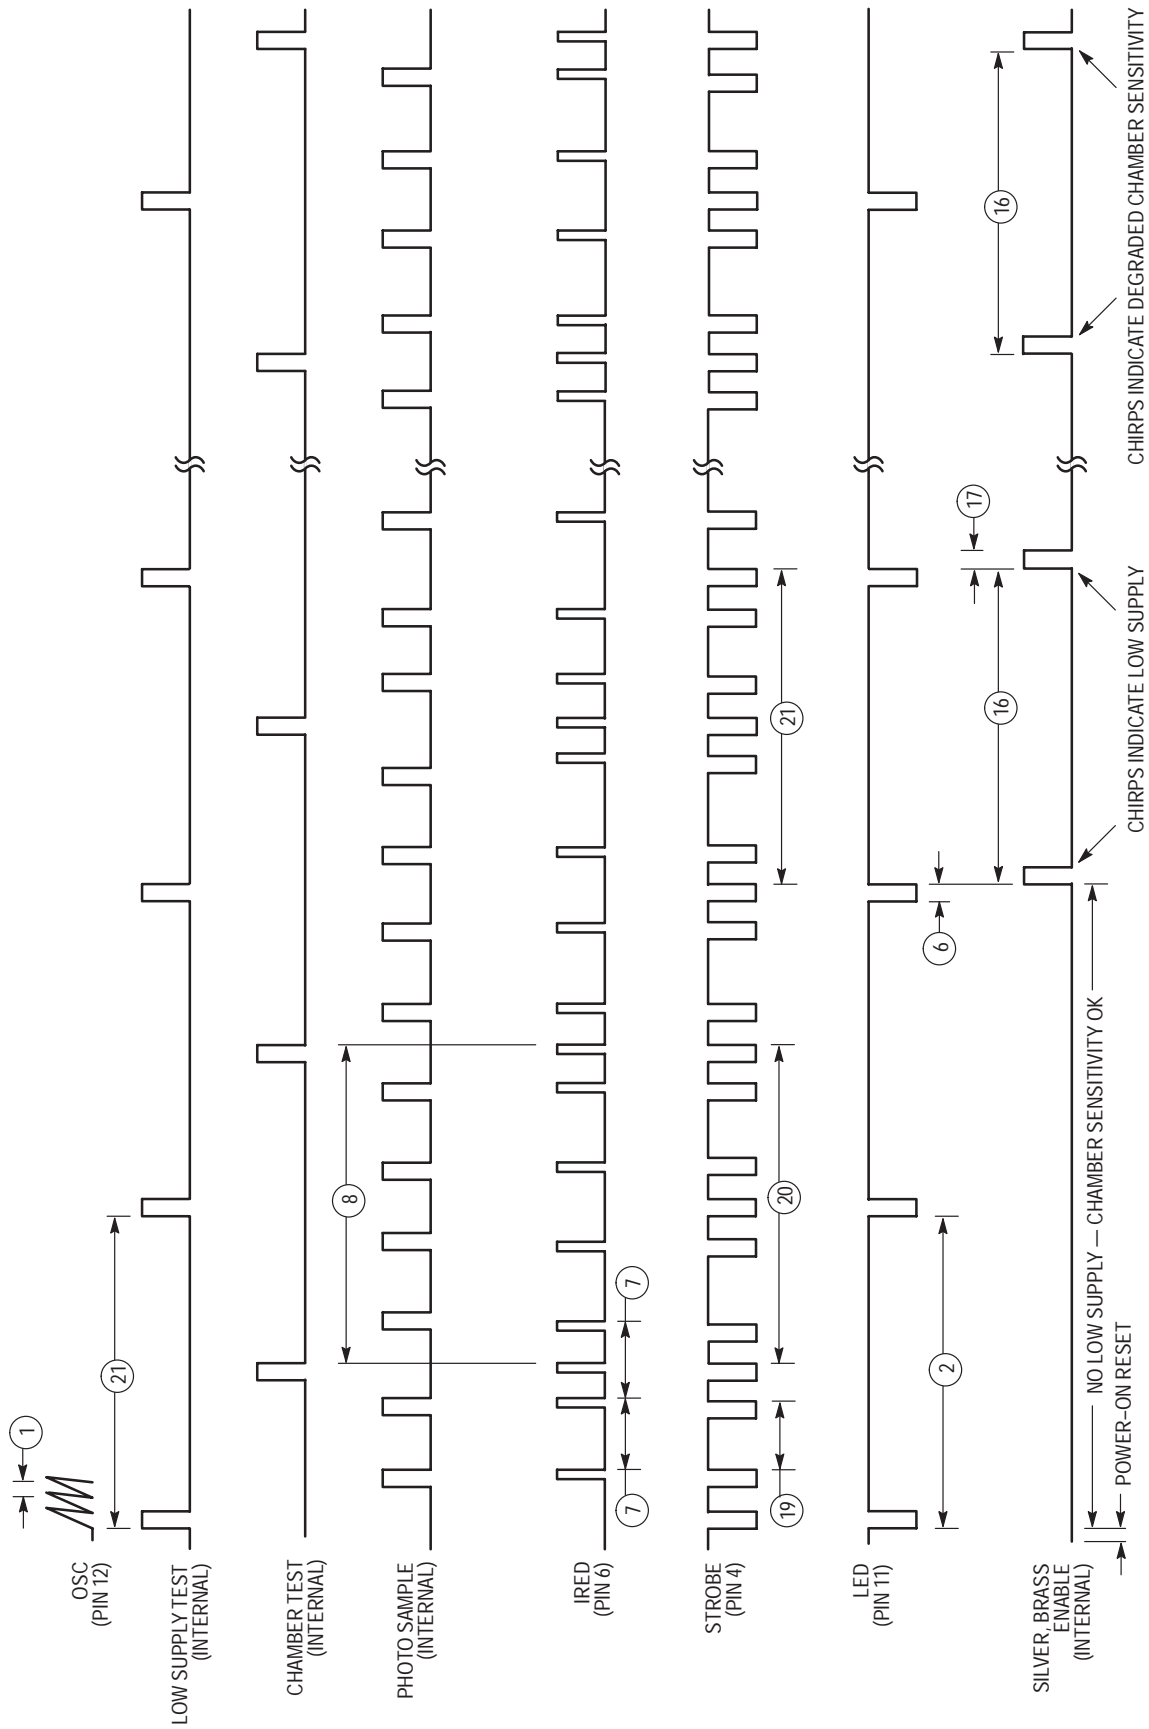 OSC
(PIN 12)
1
21
LOW SUPPLY TEST
(INTERNAL)
CHAMBER TEST
(INTERNAL)
8
PHOTO SAMPLE
(INTERNAL)
IRED
(PIN 6)
7
7
STROBE
(PIN 4)
19
20
21
LED
(PIN 11)
2
6
16
17
16
SILVER, BRASS
ENABLE
(INTERNAL)
NO LOW SUPPLY — CHAMBER SENSITIVITY OK
POWER–ON RESET
CHIRPS INDICATE LOW SUPPLY
CHIRPS INDICATE DEGRADED CHAMBER SENSITIVITY